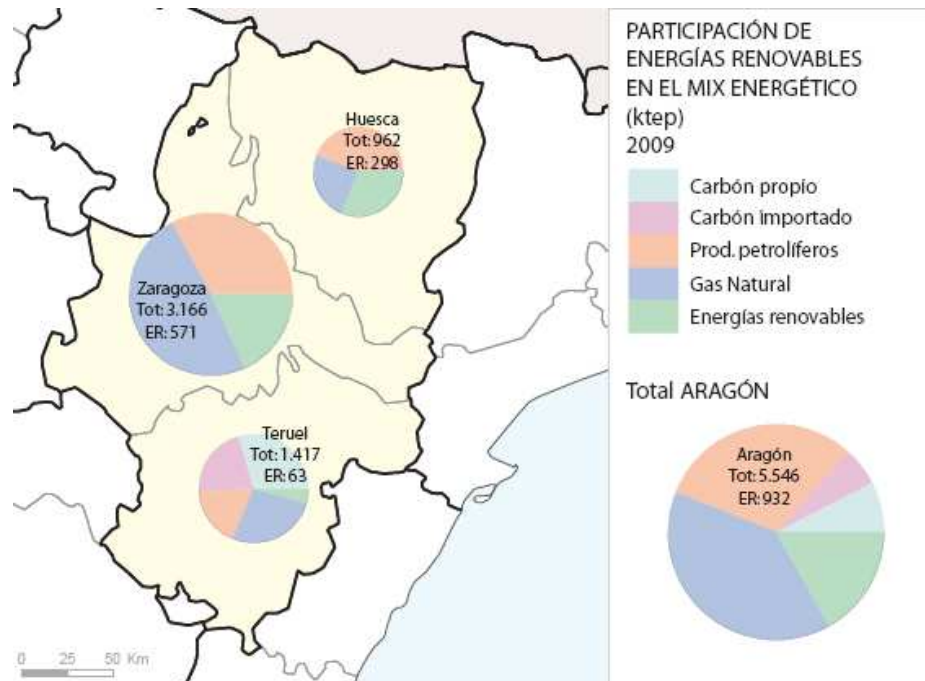 PARTICIPACIÓN DE
ENERGÍAS RENOVABLES
EN EL MIX ENERGÉTICO
(ktep)
2009
Carbón propio
Carbón importado
Prod. petrolíferos
Gas Natural
Energías renovables
Huesca
Tot: 962
ER: 298
Zaragoza
Tot: 3.166
ER: 571
Teruel
Tot: 1.417
ER: 63
Total ARAGÓN
Aragón
Tot: 5.546
ER: 932
0 25 50 Km